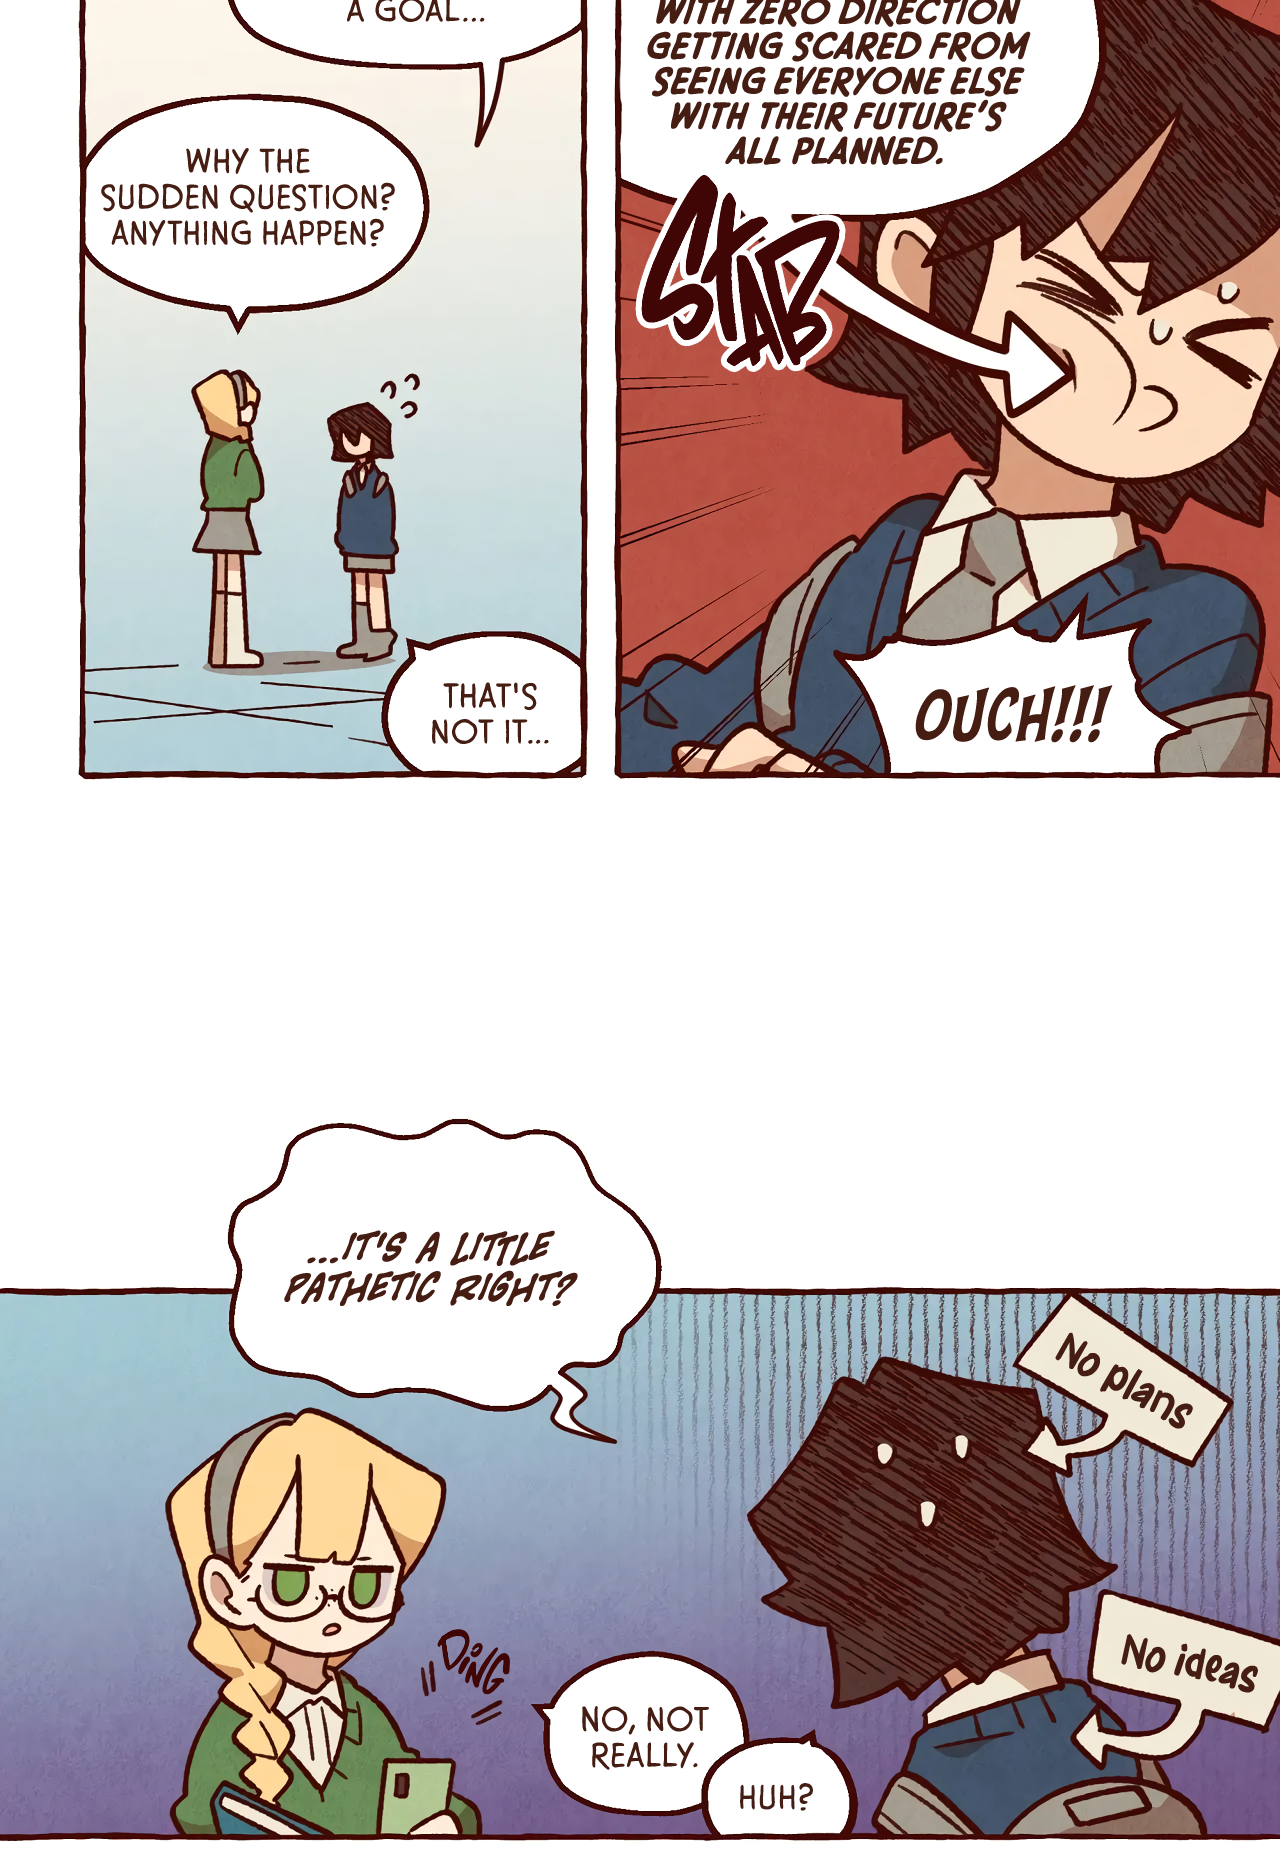 A GOAL...
WHY THE
SUDDEN QUESTION?
ANYTHING HAPPEN?
THAT'S
NOT IT...
WITH ZERO DIRECTION
GETTING SCARED FROM
SEEING EVERYONE ELSE
WITH THEIR FUTURE'S
ALL PLANNED.
STAB
OUCH!!!
...IT'S A LITTLE
PATHETIC RIGHT?
No plans
DING
No ideas
NO, NOT
REALLY.
HUH?